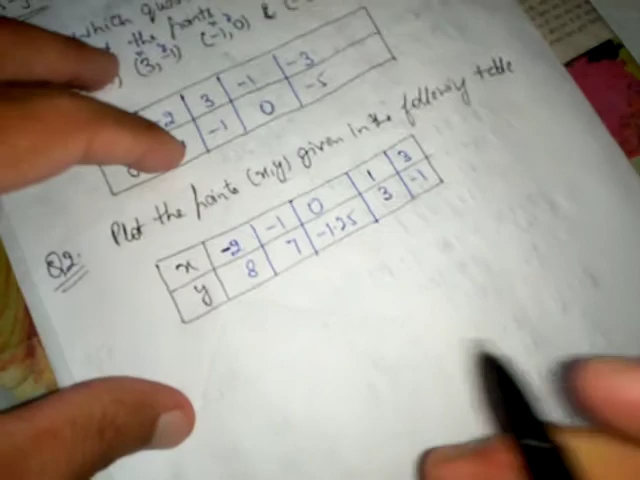 which
the points
(3,-1) (-1,0) &
-2 3 -1 -3
-1 0 -5
Q2. Plot the points (x,y) given in the following table
x -2 -1 0 1 3
y 8 7 -1.25 3 -1